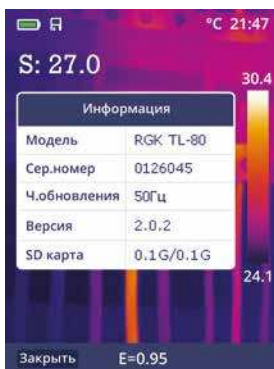 °C 21:47
S: 27.0
30.4
Информация
Модель RGK TL-80
Сер.номер 0126045
Ч.обновления 50Гц
Версия 2.0.2
SD карта 0.1G/0.1G
24.1
Закрыть E=0.95